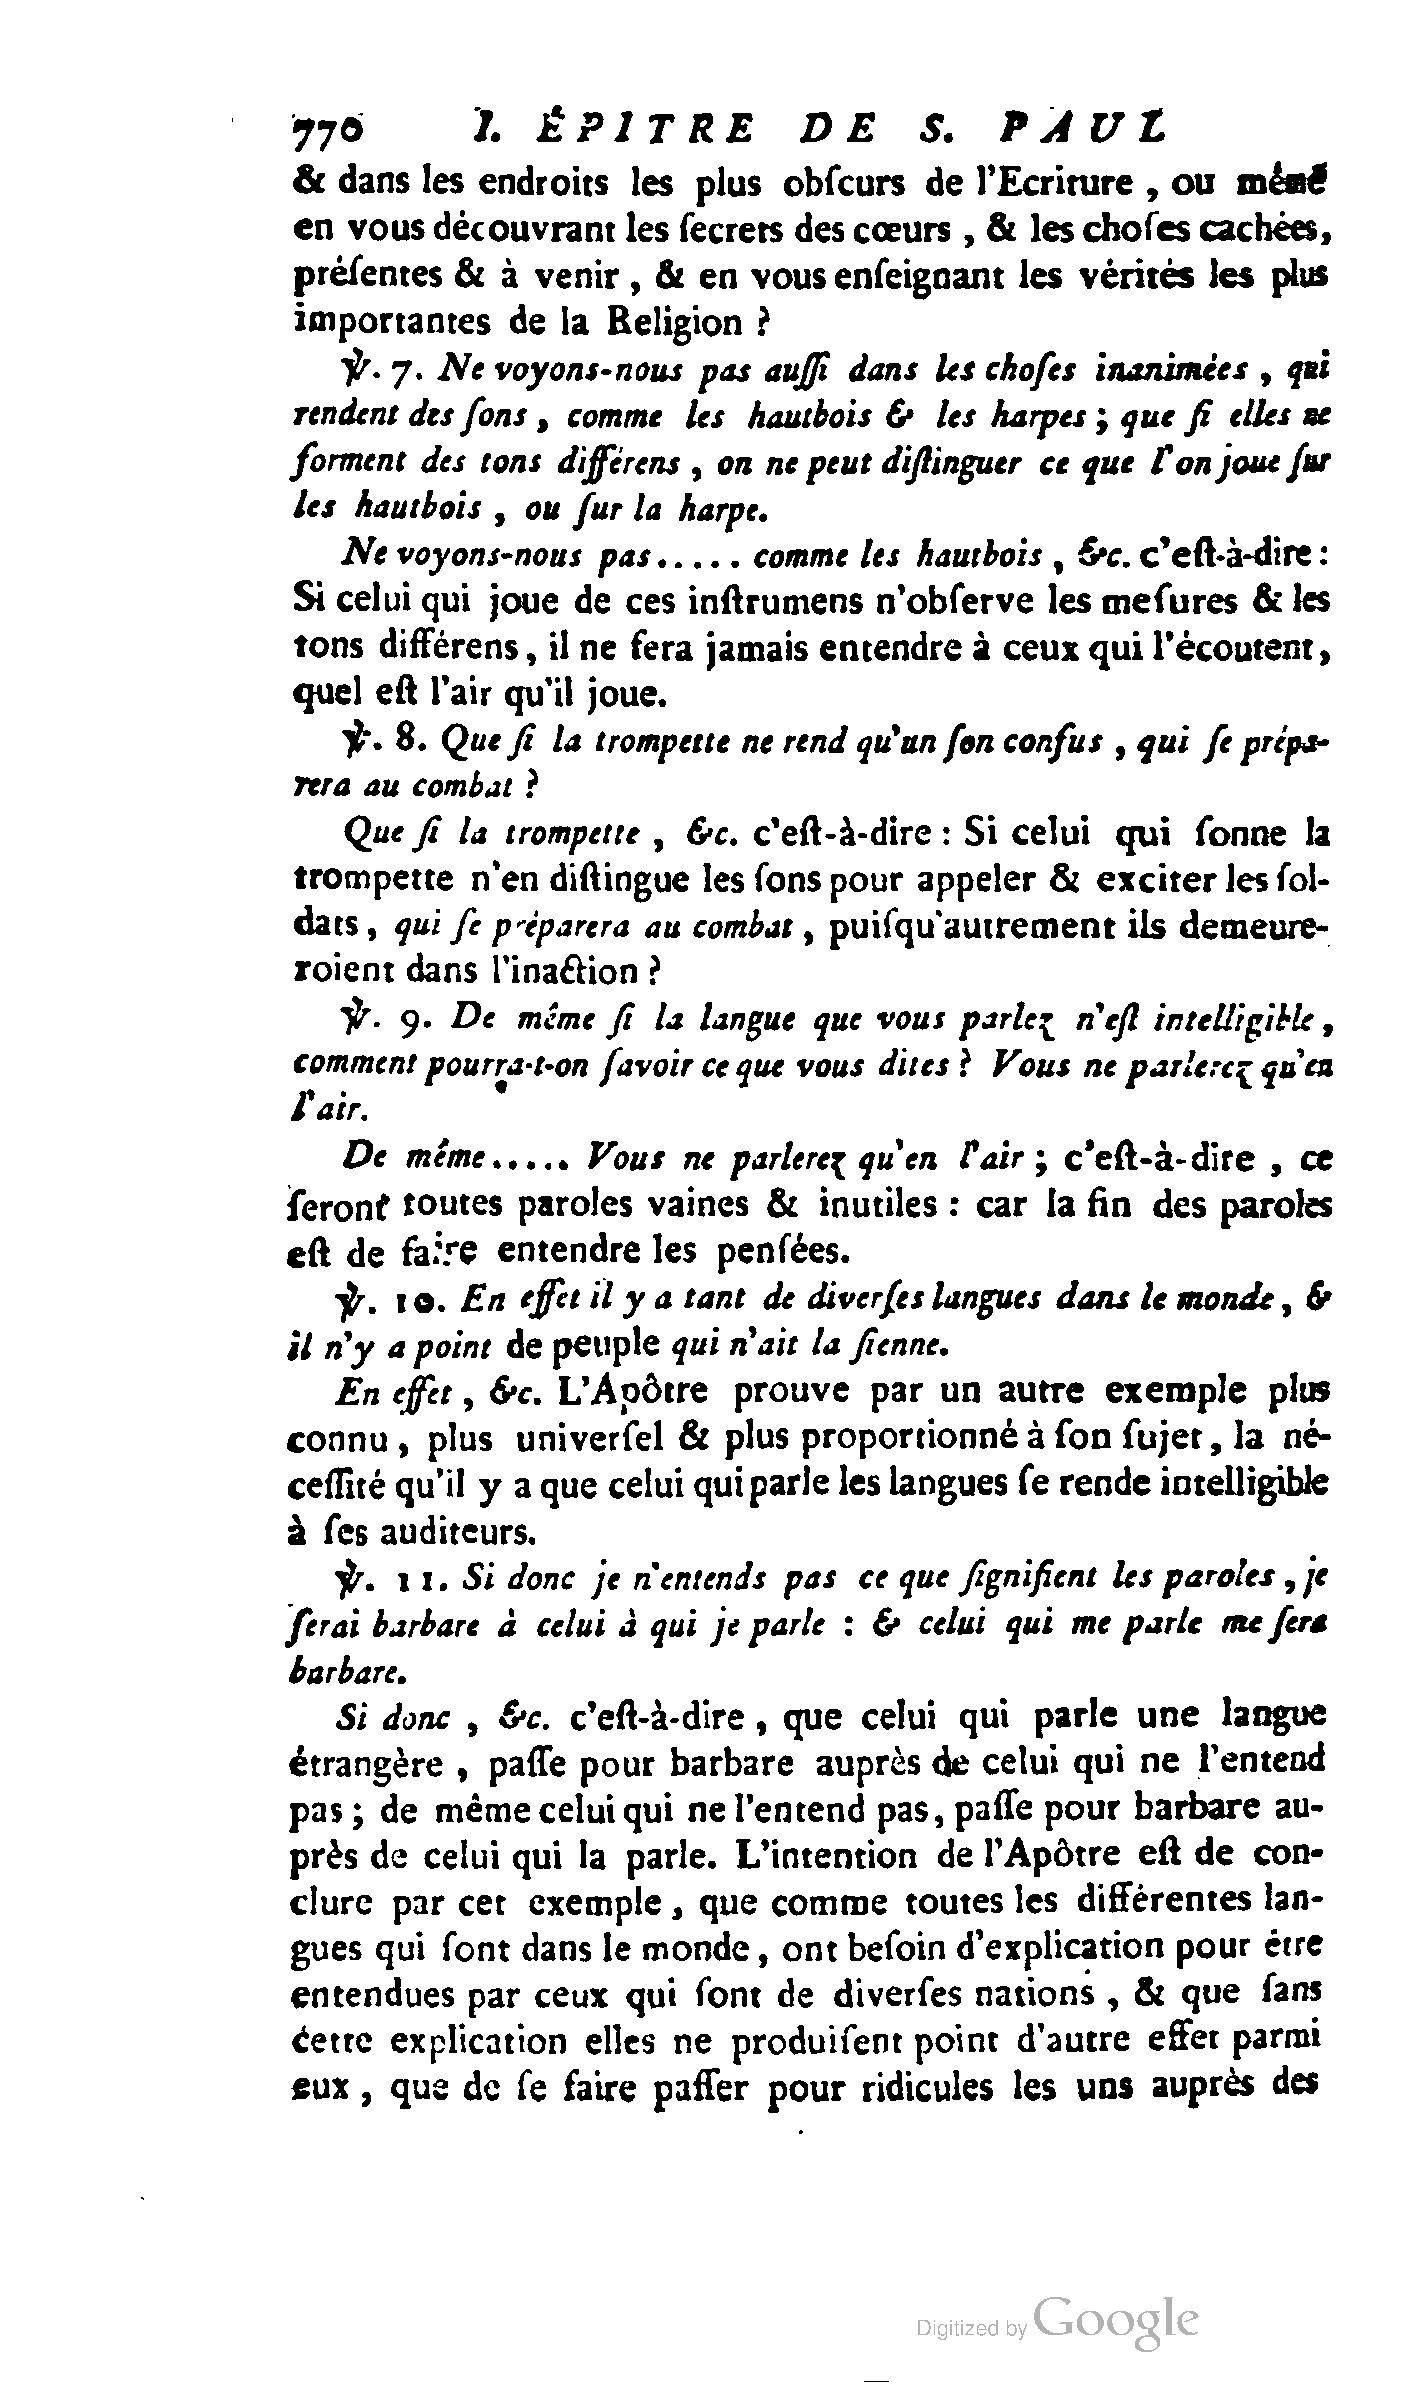 770 I. ÉPITRE DE S. PAUL
& dans les endroits les plus obſcurs de l'Ecriture , ou même
en vous découvrant les ſecrets des cœurs , & les choſes cachées,
préſentes & à venir , & en vous enſeignant les vérités les plus
importantes de la Religion ?
℣. 7. Ne voyons-nous pas auſſi dans les choſes inanimées , qui
rendent des ſons , comme les hautbois & les harpes ; que ſi elles ne
forment des tons différens , on ne peut diſtinguer ce que l'on joue ſur
les hautbois , ou ſur la harpe.
Ne voyons-nous pas..... comme les hautbois , &c. c'eſt-à-dire :
Si celui qui joue de ces inſtrumens n'obſerve les meſures & les
tons différens, il ne fera jamais entendre à ceux qui l'écoutent,
quel eſt l'air qu'il joue.
℣. 8. Que ſi la trompette ne rend qu'un ſon confus , qui ſe prépa-
rera au combat ?
Que ſi la trompette , &c. c'eſt-à-dire : Si celui qui ſonne la
trompette n'en diſtingue les ſons pour appeler & exciter les ſol-
dats, qui ſe préparera au combat , puiſqu'autrement ils demeure-
roient dans l'inaction ?
℣. 9. De même ſi la langue que vous parlez n'eſt intelligible ,
comment pourra-t-on ſavoir ce que vous dites ? Vous ne parlerez qu'en
l'air.
De même..... Vous ne parlerez qu'en l'air ; c'eſt-à-dire , ce
ſeront toutes paroles vaines & inutiles : car la fin des paroles
eſt de faire entendre les penſées.
℣. 10. En effet il y a tant de diverſes langues dans le monde, &
il n'y a point de peuple qui n'ait la ſienne.
En effet , &c. L'Apôtre prouve par un autre exemple plus
connu , plus univerſel & plus proportionné à ſon ſujet, la né-
ceſſité qu'il y a que celui qui parle les langues ſe rende intelligible
à ſes auditeurs.
℣. 11. Si donc je n'entends pas ce que ſignifient les paroles , je
ſerai barbare à celui à qui je parle : & celui qui me parle me ſera
barbare.
Si donc , &c. c'eſt-à-dire , que celui qui parle une langue
étrangère , paſſe pour barbare auprès de celui qui ne l'entend
pas ; de même celui qui ne l'entend pas, paſſe pour barbare au-
près de celui qui la parle. L'intention de l'Apôtre eſt de con-
clure par cet exemple , que comme toutes les différentes lan-
gues qui ſont dans le monde, ont beſoin d'explication pour être
entendues par ceux qui ſont de diverſes nations , & que ſans
cette explication elles ne produiſent point d'autre effet parmi
eux , que de ſe faire paſſer pour ridicules les uns auprès des
Digitized by Google